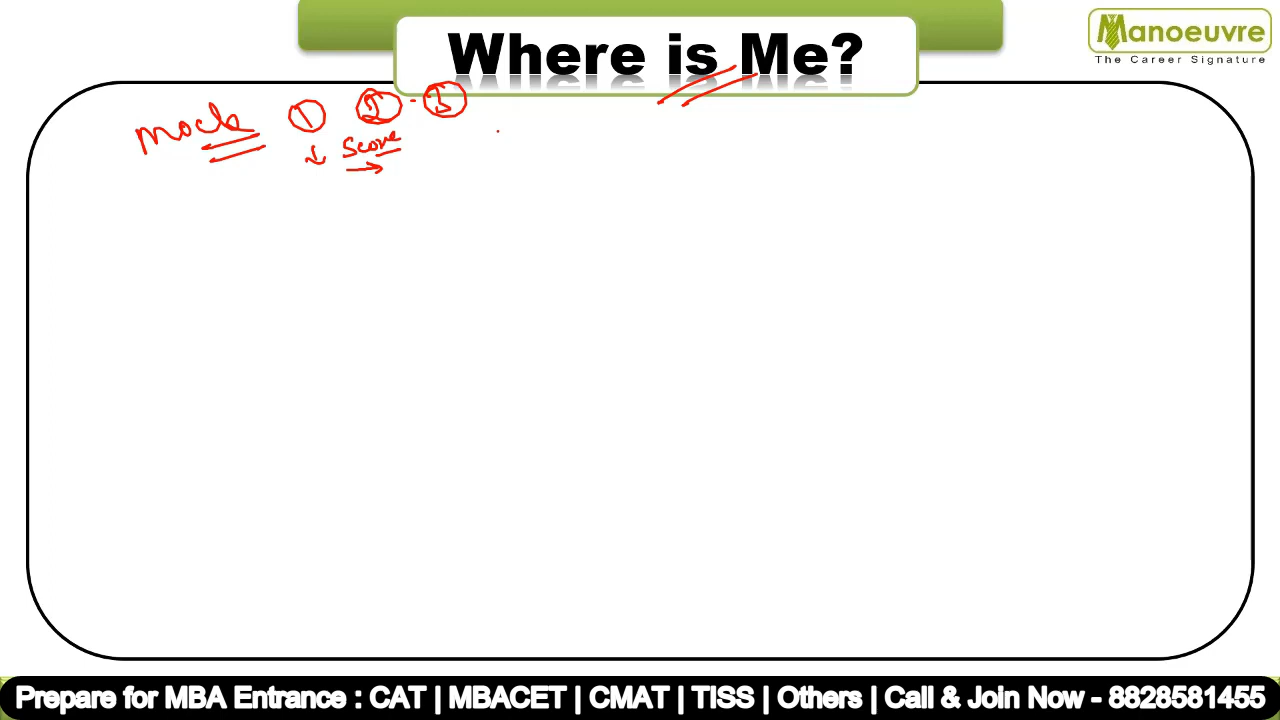 Where is Me?
Manoeuvre
The Career Signature
Mock 1 2 3
Score
Prepare for MBA Entrance : CAT | MBACET | CMAT | TISS | Others | Call & Join Now - 8828581455